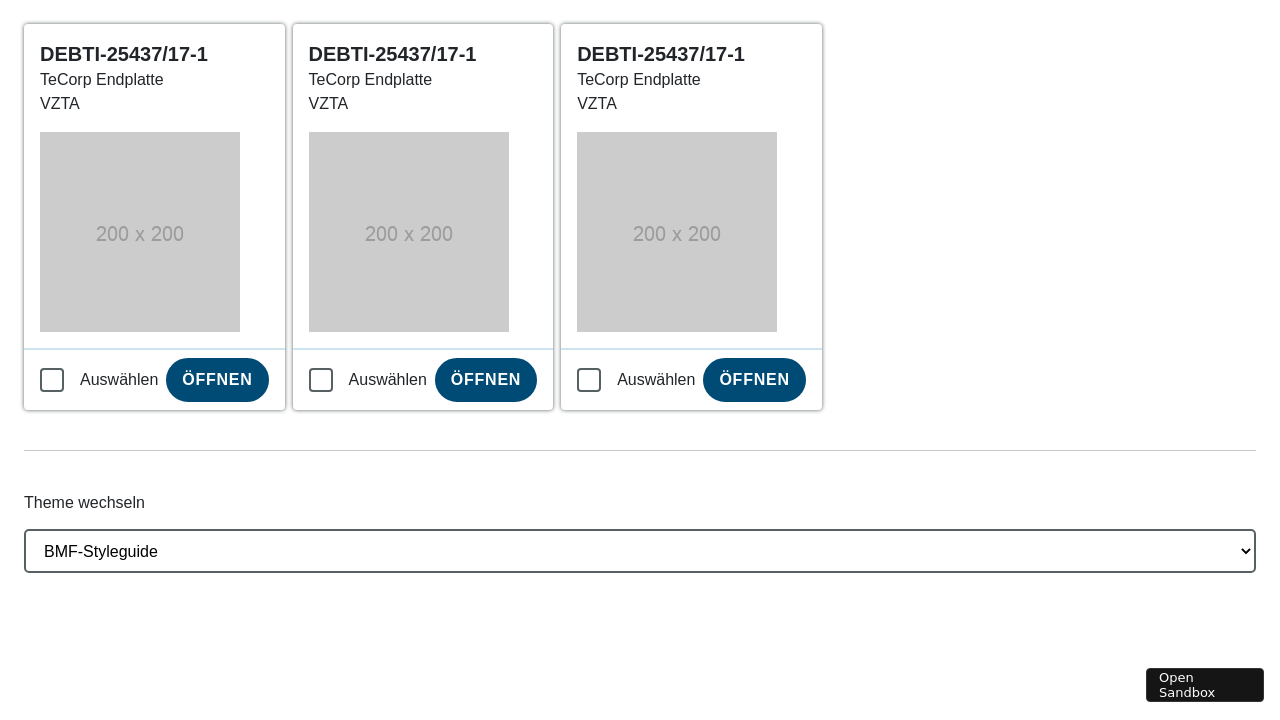 DEBTI-25437/17-1
TeCorp Endplatte
VZTA
200 x 200
Auswählen
ÖFFNEN
DEBTI-25437/17-1
TeCorp Endplatte
VZTA
200 x 200
Auswählen
ÖFFNEN
DEBTI-25437/17-1
TeCorp Endplatte
VZTA
200 x 200
Auswählen
ÖFFNEN
Theme wechseln
BMF-Styleguide
Open
Sandbox